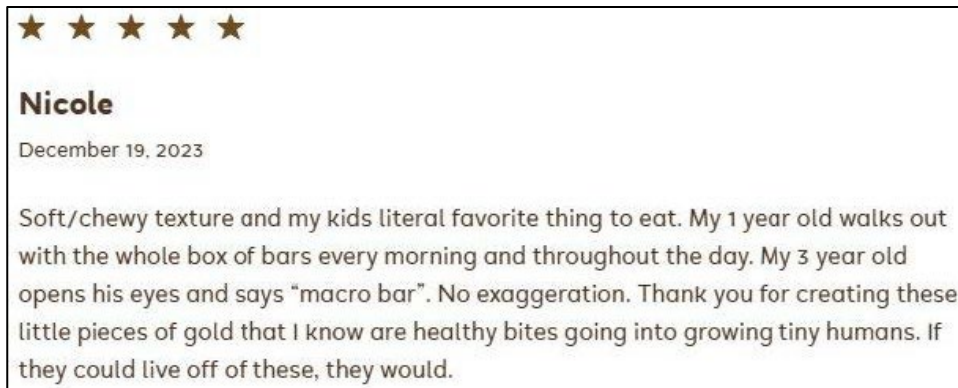 Nicole
December 19, 2023
Soft/chewy texture and my kids literal favorite thing to eat. My 1 year old walks out
with the whole box of bars every morning and throughout the day. My 3 year old
opens his eyes and says “macro bar”. No exaggeration. Thank you for creating these
little pieces of gold that I know are healthy bites going into growing tiny humans. If
they could live off of these, they would.